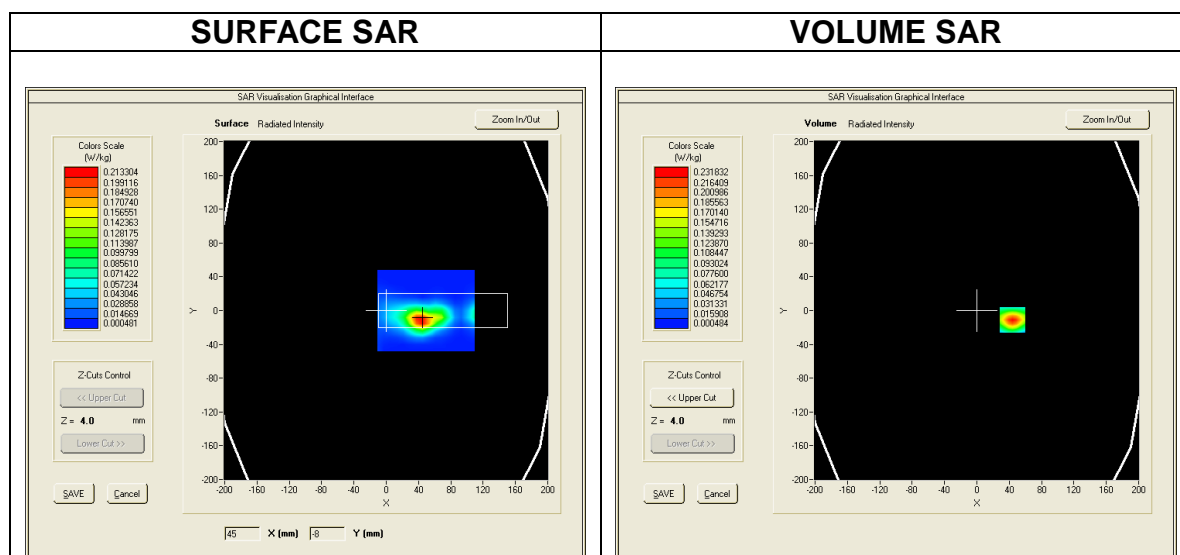 SURFACE SAR
VOLUME SAR
SAR Visualisation Graphical Interface
Surface Radiated Intensity
Zoom In/Out
Colors Scale
(W/kg)
0.213304
0.199116
0.184928
0.170740
0.156551
0.142363
0.128175
0.113987
0.099799
0.085610
0.071422
0.057234
0.043046
0.028858
0.014669
0.000481
Z-Cuts Control
<< Upper Cut
Z = 4.0 mm
Lower Cut >>
SAVE Cancel
200
160
120
80
40
0
-40
-80
-120
-160
-200
Y
-200 -160 -120 -80 -40 0 40 80 120 160 200
X
45 X (mm) -8 Y (mm)
SAR Visualisation Graphical Interface
Volume Radiated Intensity
Zoom In/Out
Colors Scale
(W/kg)
0.231832
0.216409
0.200986
0.185563
0.170140
0.154716
0.139293
0.123870
0.108447
0.093024
0.077600
0.062177
0.046754
0.031331
0.015908
0.000484
Z-Cuts Control
<< Upper Cut
Z = 4.0 mm
Lower Cut >>
SAVE Cancel
200
160
120
80
40
0
-40
-80
-120
-160
-200
Y
-200 -160 -120 -80 -40 0 40 80 120 160 200
X